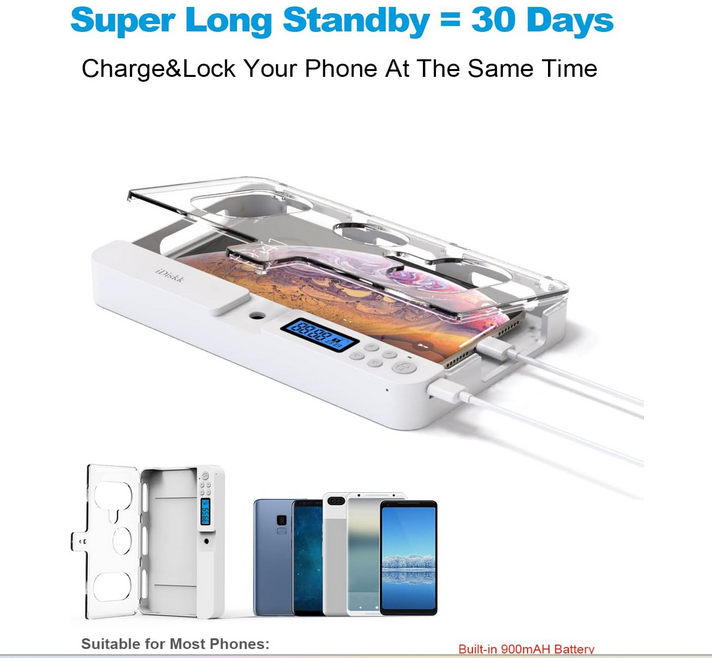 Super Long Standby = 30 Days
Charge&Lock Your Phone At The Same Time
iDiskk
Suitable for Most Phones:
Built-in 900mAH Battery